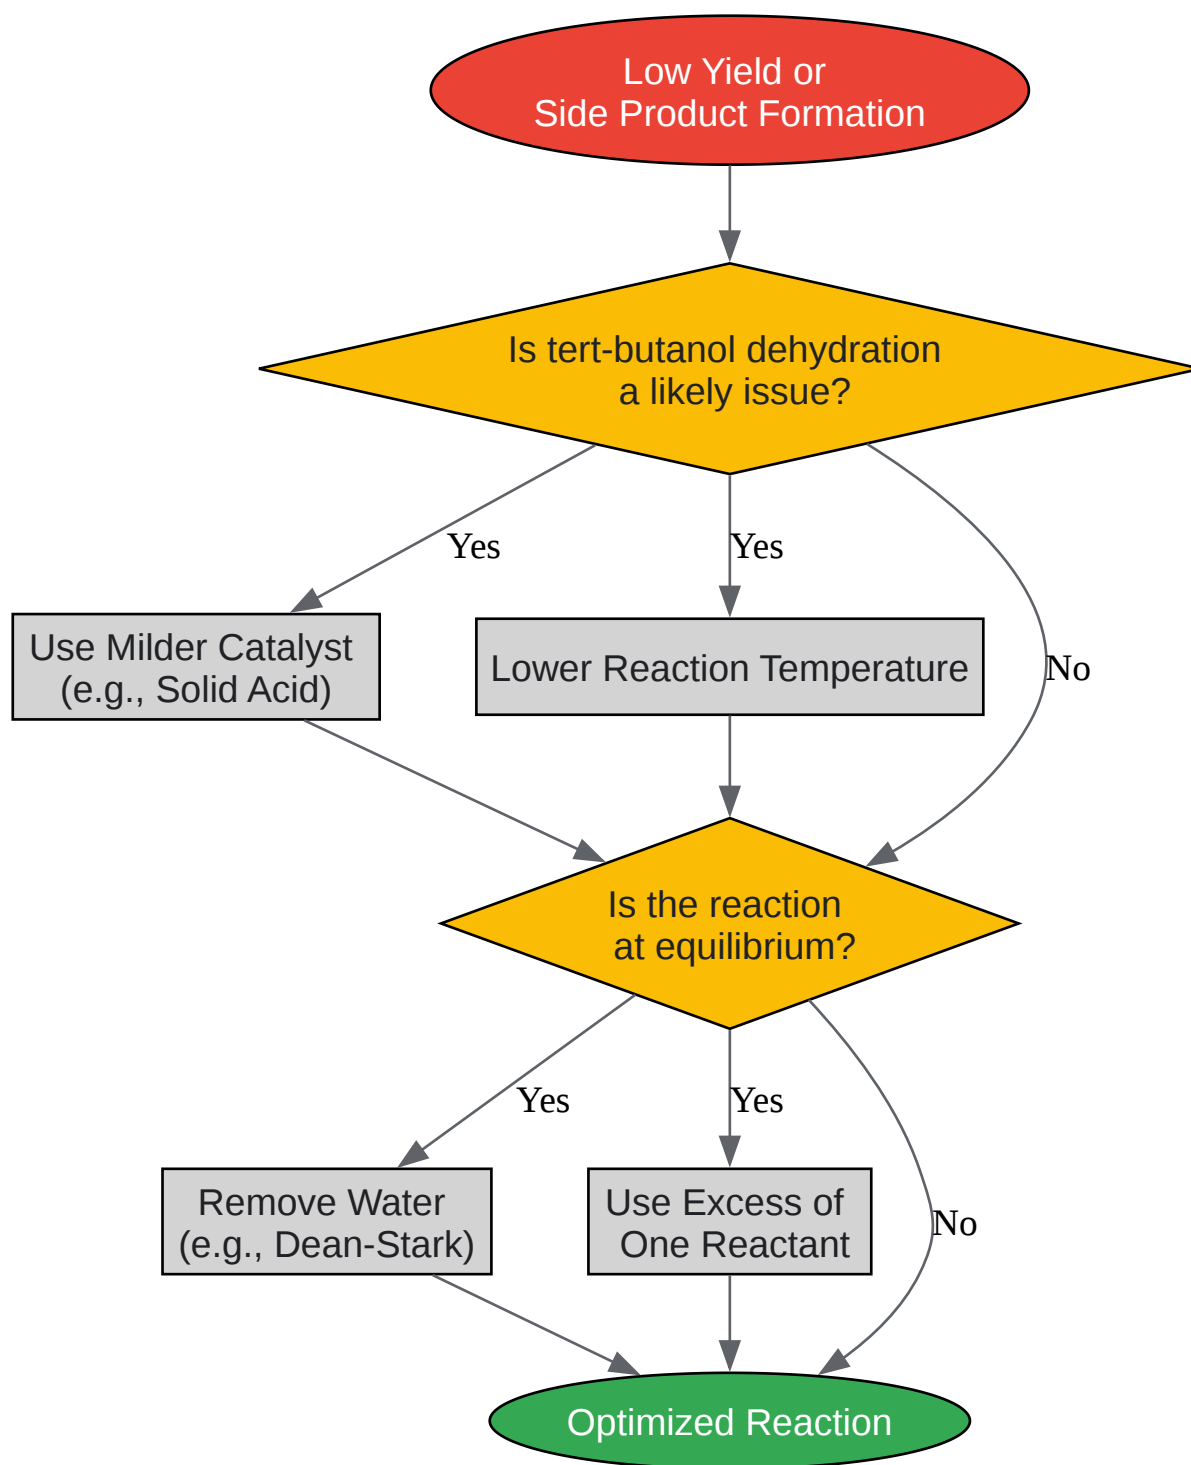 Low Yield or
Side Product Formation
Is tert-butanol dehydration
a likely issue?
Yes
Yes
No
Use Milder Catalyst
(e.g., Solid Acid)
Lower Reaction Temperature
Is the reaction
at equilibrium?
Yes
Yes
No
Remove Water
(e.g., Dean-Stark)
Use Excess of
One Reactant
Optimized Reaction